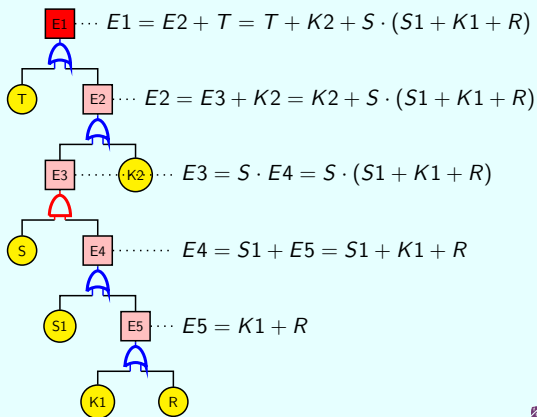 E1 E1 = E2 + T = T + K2 + S · (S1 + K1 + R)
T E2 E2 = E3 + K2 = K2 + S · (S1 + K1 + R)
E3 K2 E3 = S · E4 = S · (S1 + K1 + R)
S E4 E4 = S1 + E5 = S1 + K1 + R
S1 E5 E5 = K1 + R
K1 R